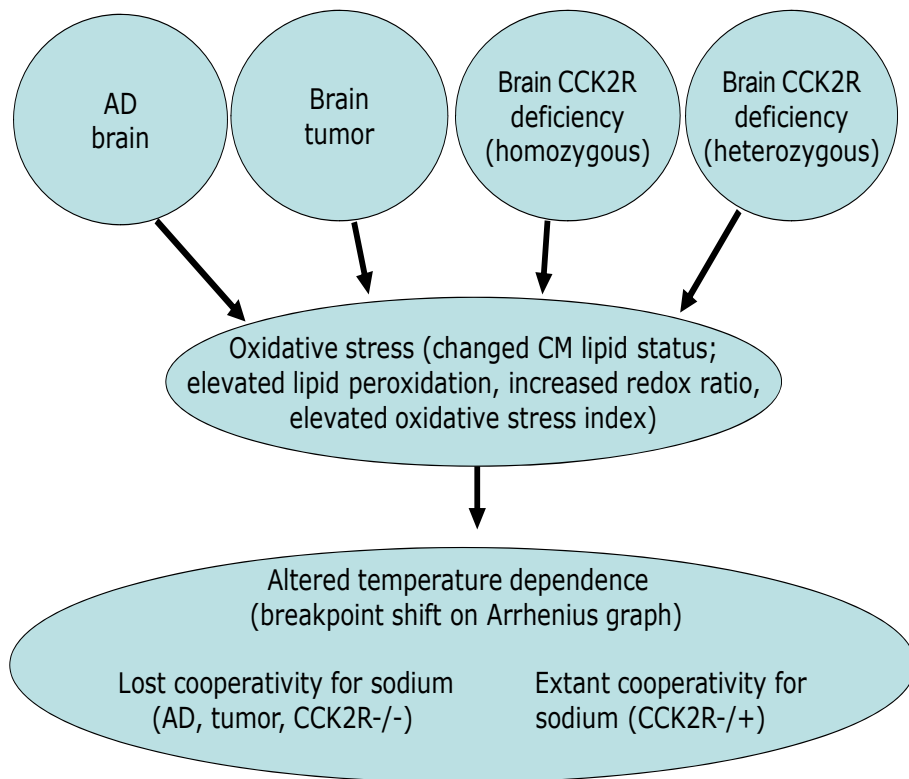 AD
brain
Brain
tumor
Brain CCK2R
deficiency
(homozygous)
Brain CCK2R
deficiency
(heterozygous)
Oxidative stress (changed CM lipid status;
elevated lipid peroxidation, increased redox ratio,
elevated oxidative stress index)
Altered temperature dependence
(breakpoint shift on Arrhenius graph)
Lost cooperativity for sodium
(AD, tumor, CCK2R-/-)
Extant cooperativity for
sodium (CCK2R-/+)